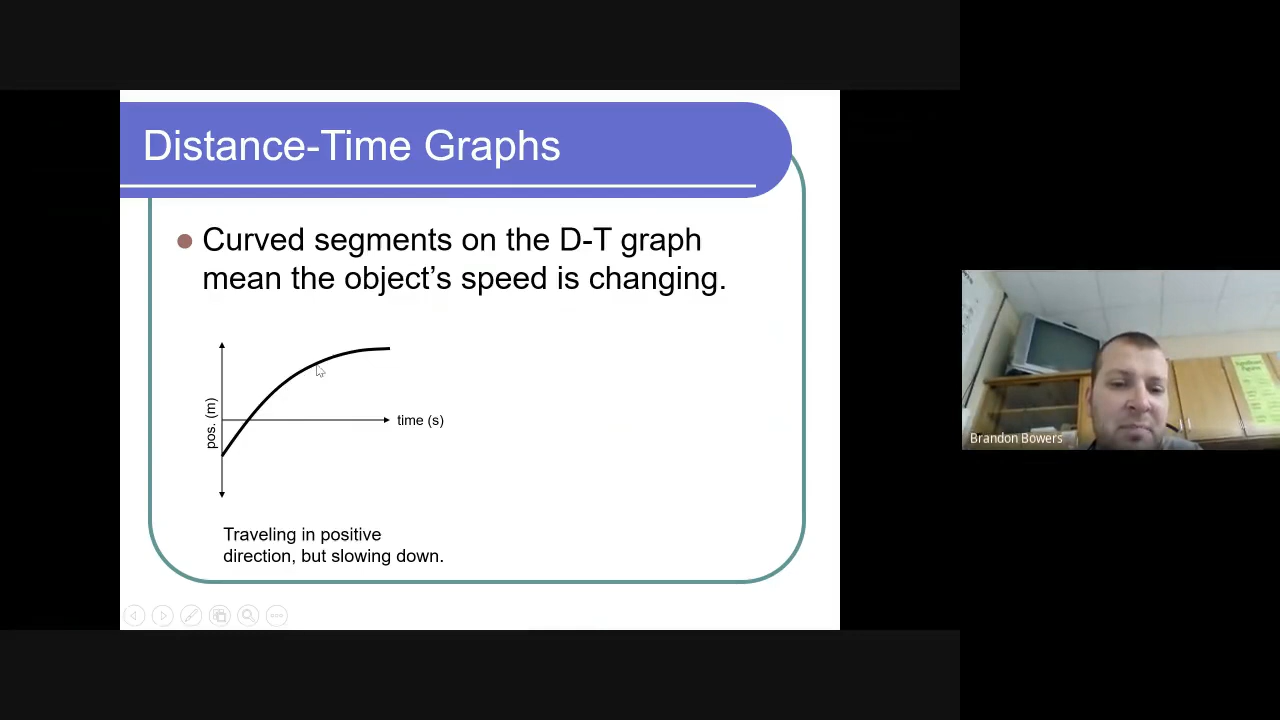 Distance-Time Graphs
Curved segments on the D-T graph
mean the object’s speed is changing.
pos. (m)
time (s)
Traveling in positive
direction, but slowing down.
Brandon Bowers